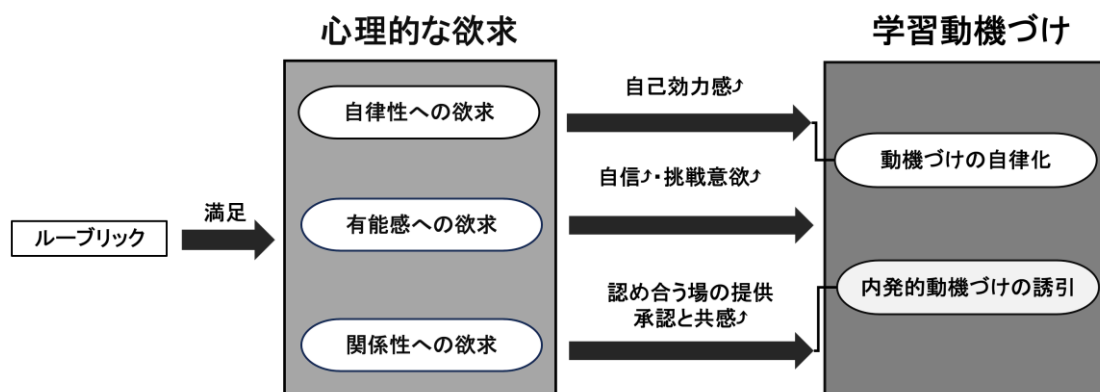 心理的な欲求
学習動機づけ
自律性への欲求
自己効力感⤴
動機づけの自律化
自信⤴・挑戦意欲⤴
ルーブリック
満足
有能感への欲求
認め合う場の提供
承認と共感⤴
内発的動機づけの誘引
関係性への欲求